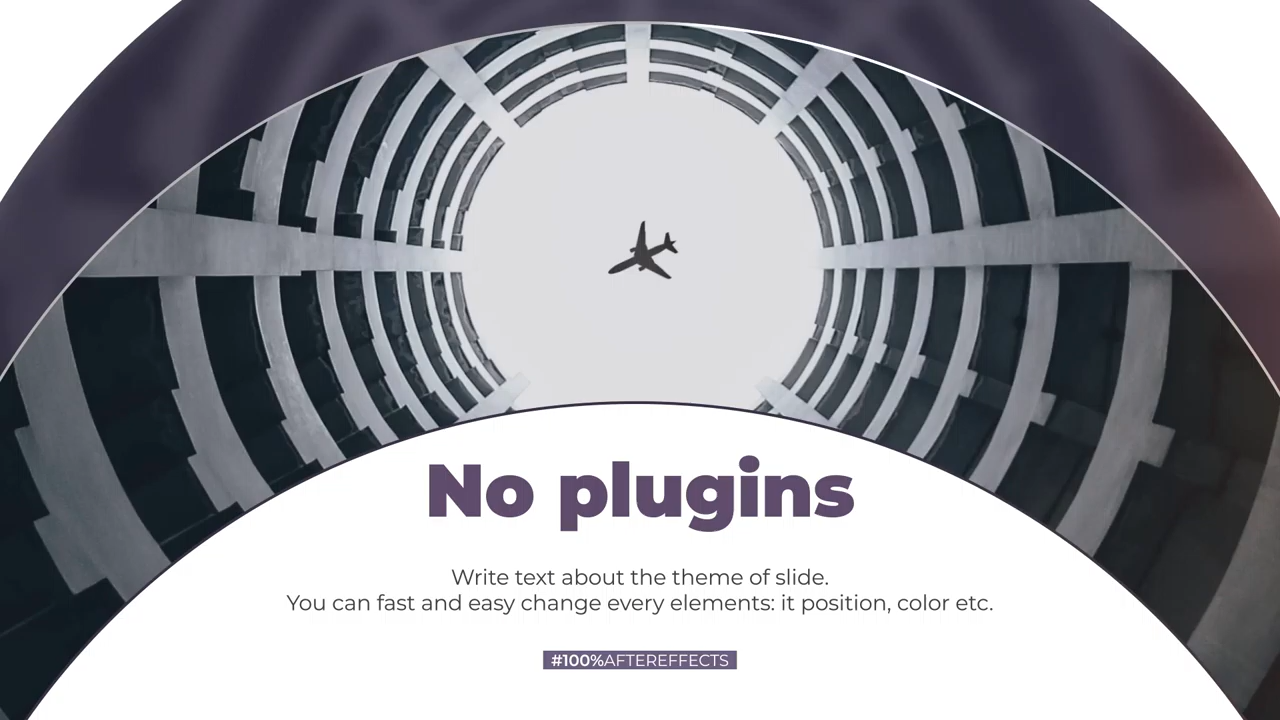 No plugins
Write text about the theme of slide.
You can fast and easy change every elements: it position, color etc.
#100%AFTEREFFECTS